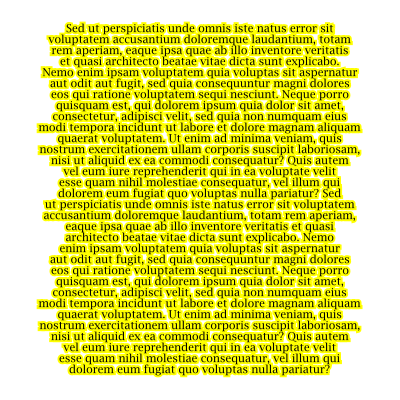 Sed ut perspiciatis unde omnis iste natus error sit
voluptatem accusantium doloremque laudantium, totam
rem aperiam, eaque ipsa quae ab illo inventore veritatis
et quasi architecto beatae vitae dicta sunt explicabo.
Nemo enim ipsam voluptatem quia voluptas sit aspernatur
aut odit aut fugit, sed quia consequuntur magni dolores
eos qui ratione voluptatem sequi nesciunt. Neque porro
quisquam est, qui dolorem ipsum quia dolor sit amet,
consectetur, adipisci velit, sed quia non numquam eius
modi tempora incidunt ut labore et dolore magnam aliquam
quaerat voluptatem. Ut enim ad minima veniam, quis
nostrum exercitationem ullam corporis suscipit laboriosam,
nisi ut aliquid ex ea commodi consequatur? Quis autem
vel eum iure reprehenderit qui in ea voluptate velit
esse quam nihil molestiae consequatur, vel illum qui
dolorem eum fugiat quo voluptas nulla pariatur? Sed
ut perspiciatis unde omnis iste natus error sit voluptatem
accusantium doloremque laudantium, totam rem aperiam,
eaque ipsa quae ab illo inventore veritatis et quasi
architecto beatae vitae dicta sunt explicabo. Nemo
enim ipsam voluptatem quia voluptas sit aspernatur
aut odit aut fugit, sed quia consequuntur magni dolores
eos qui ratione voluptatem sequi nesciunt. Neque porro
quisquam est, qui dolorem ipsum quia dolor sit amet,
consectetur, adipisci velit, sed quia non numquam eius
modi tempora incidunt ut labore et dolore magnam aliquam
quaerat voluptatem. Ut enim ad minima veniam, quis
nostrum exercitationem ullam corporis suscipit laboriosam,
nisi ut aliquid ex ea commodi consequatur? Quis autem
vel eum iure reprehenderit qui in ea voluptate velit
esse quam nihil molestiae consequatur, vel illum qui
dolorem eum fugiat quo voluptas nulla pariatur?